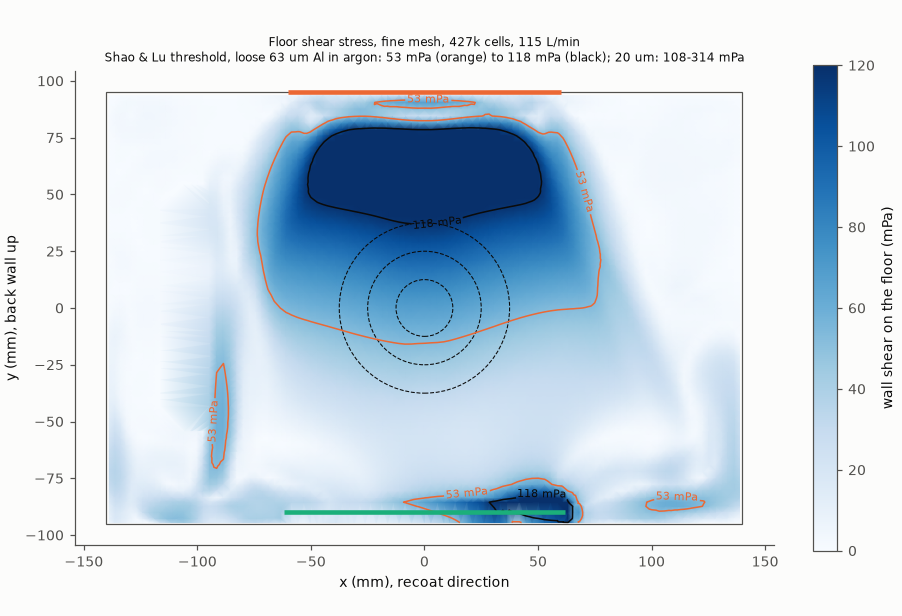 Floor shear stress, fine mesh, 427k cells, 115 L/min
Shao & Lu threshold, loose 63 um Al in argon: 53 mPa (orange) to 118 mPa (black); 20 um: 108-314 mPa
y (mm), back wall up
100
75
50
25
0
−25
−50
−75
−100
53 mPa
53 mPa
118 mPa
53 mPa
53 mPa
118 mPa
53 mPa
−150
−100
−50
0
50
100
150
x (mm), recoat direction
120
100
80
60
40
20
0
wall shear on the floor (mPa)